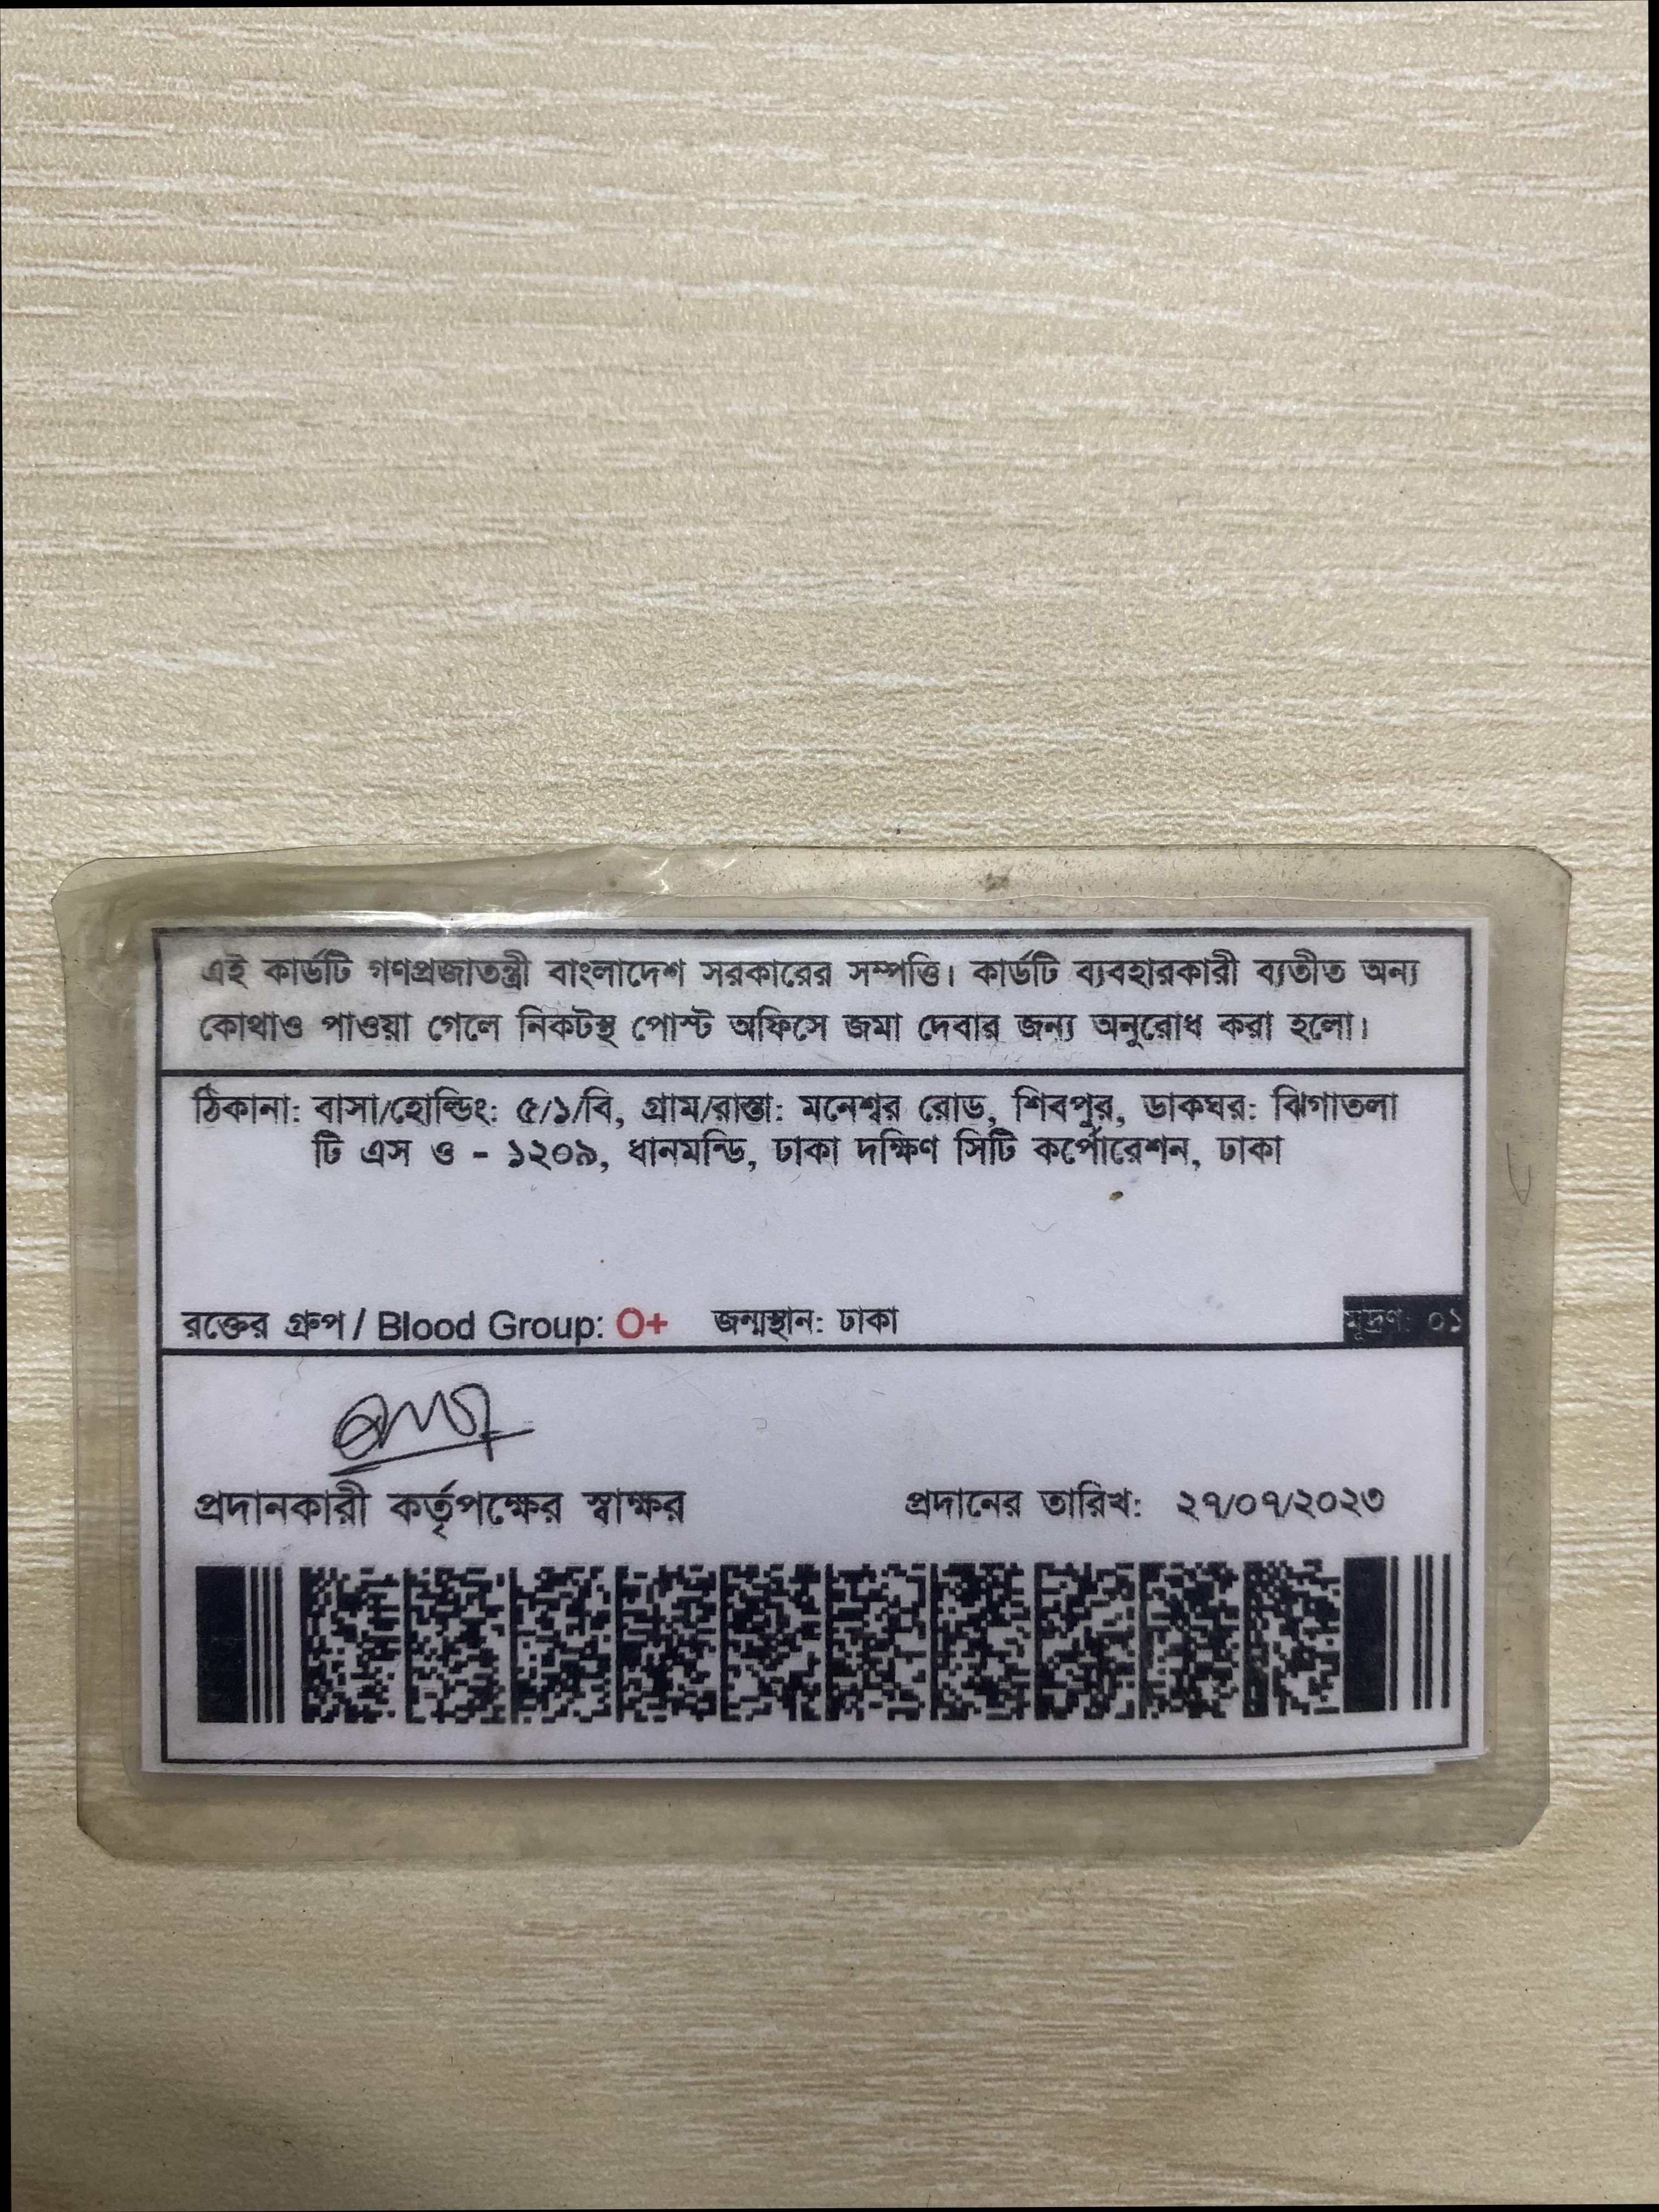 এই কার্ডটি গণপ্রজাতন্ত্রী বাংলাদেশ সরকারের সম্পত্তি। কার্ডটি ব্যবহারকারী ব্যতীত অন্য
কোথাও পাওয়া গেলে নিকটস্থ পোস্ট অফিসে জমা দেবার জন্য অনুরোধ করা হলো।
ঠিকানা: বাসা/হোল্ডিং: ৫/১/বি, গ্রাম/রাস্তা: মনেশ্বর রোড, শিবপুর, ডাকঘর: ঝিগাতলা
টি এস ও - ১২০৯, ধানমন্ডি, ঢাকা দক্ষিণ সিটি কর্পোরেশন, ঢাকা
রক্তের গ্রুপ / Blood Group: O+ জন্মস্থান: ঢাকা মূদ্রণ: ০১
প্রদানকারী কর্তৃপক্ষের স্বাক্ষর প্রদানের তারিখ: ২৭/০৭/২০২৩